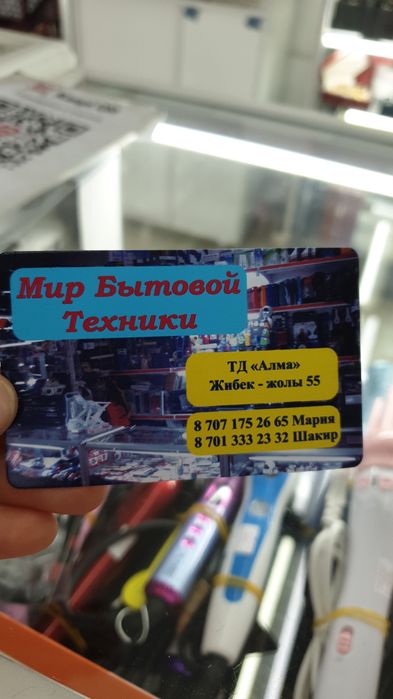 Мир Бытовой
Техники
ТД «Алма»
Жибек - жолы 55
8 707 175 26 65 Мария
8 701 333 23 32 Шакир